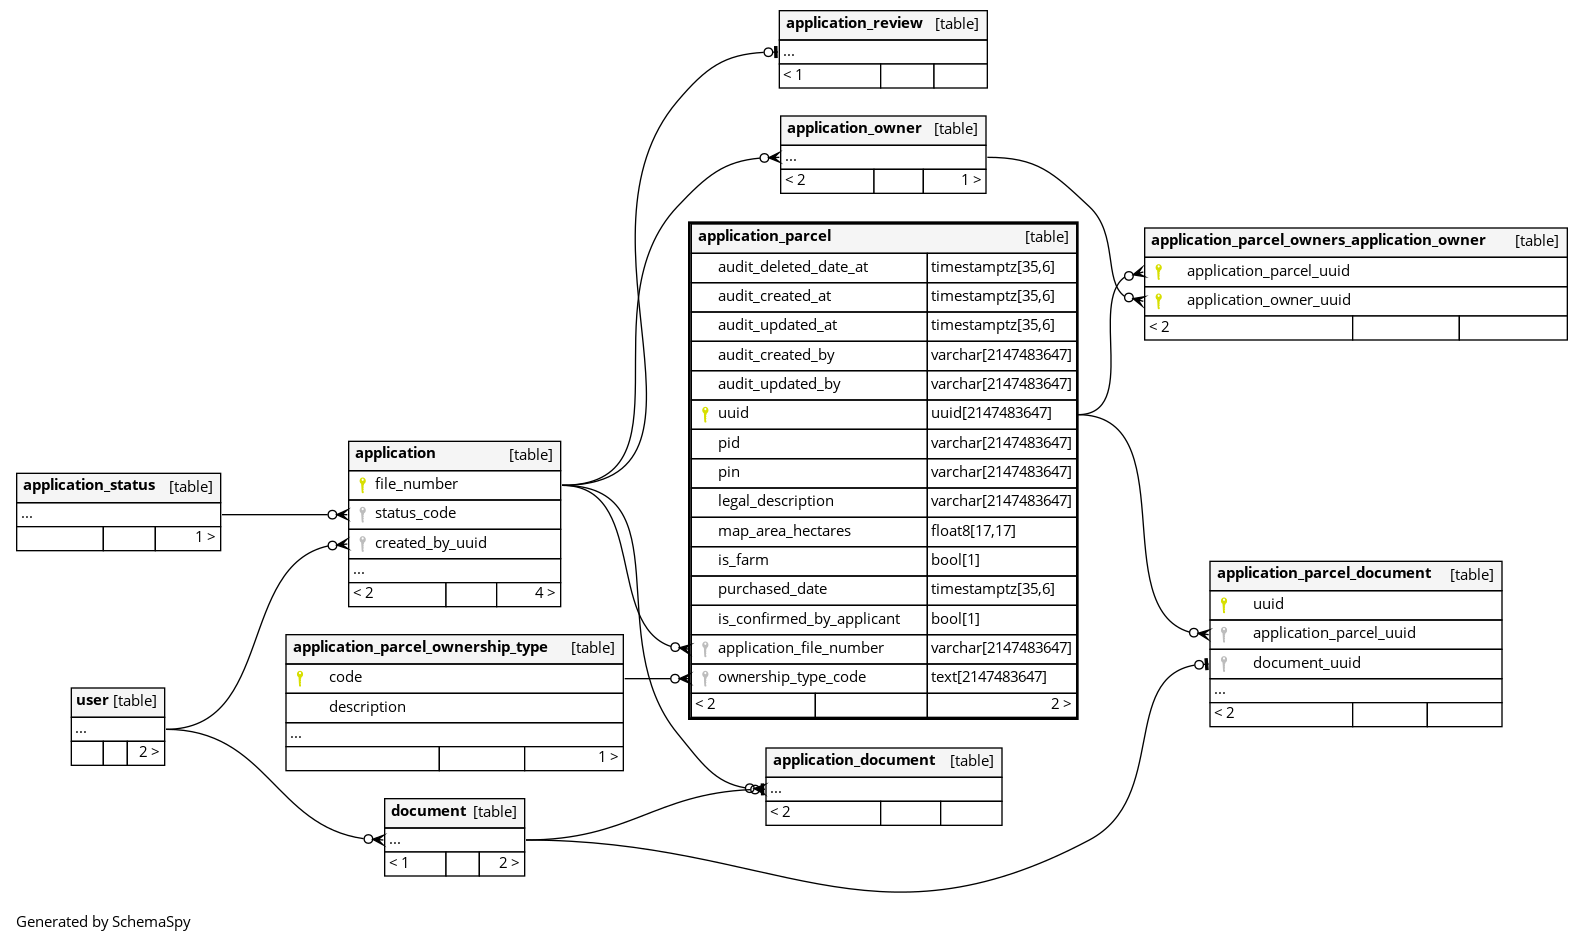 application_review [table]
...
< 1
application_owner [table]
...
< 2 1 >
application_parcel [table]
audit_deleted_date_at timestamptz[35,6]
audit_created_at timestamptz[35,6]
audit_updated_at timestamptz[35,6]
audit_created_by varchar[2147483647]
audit_updated_by varchar[2147483647]
uuid uuid[2147483647]
pid varchar[2147483647]
pin varchar[2147483647]
legal_description varchar[2147483647]
map_area_hectares float8[17,17]
is_farm bool[1]
purchased_date timestamptz[35,6]
is_confirmed_by_applicant bool[1]
application_file_number varchar[2147483647]
ownership_type_code text[2147483647]
< 2 2 >
application_parcel_owners_application_owner [table]
application_parcel_uuid
application_owner_uuid
< 2
application [table]
file_number
status_code
created_by_uuid
...
< 2 4 >
application_status [table]
...
1 >
application_parcel_document [table]
uuid
application_parcel_uuid
document_uuid
...
< 2
application_parcel_ownership_type [table]
code
description
...
1 >
user [table]
...
2 >
application_document [table]
...
< 2
document [table]
...
< 1 2 >
Generated by SchemaSpy